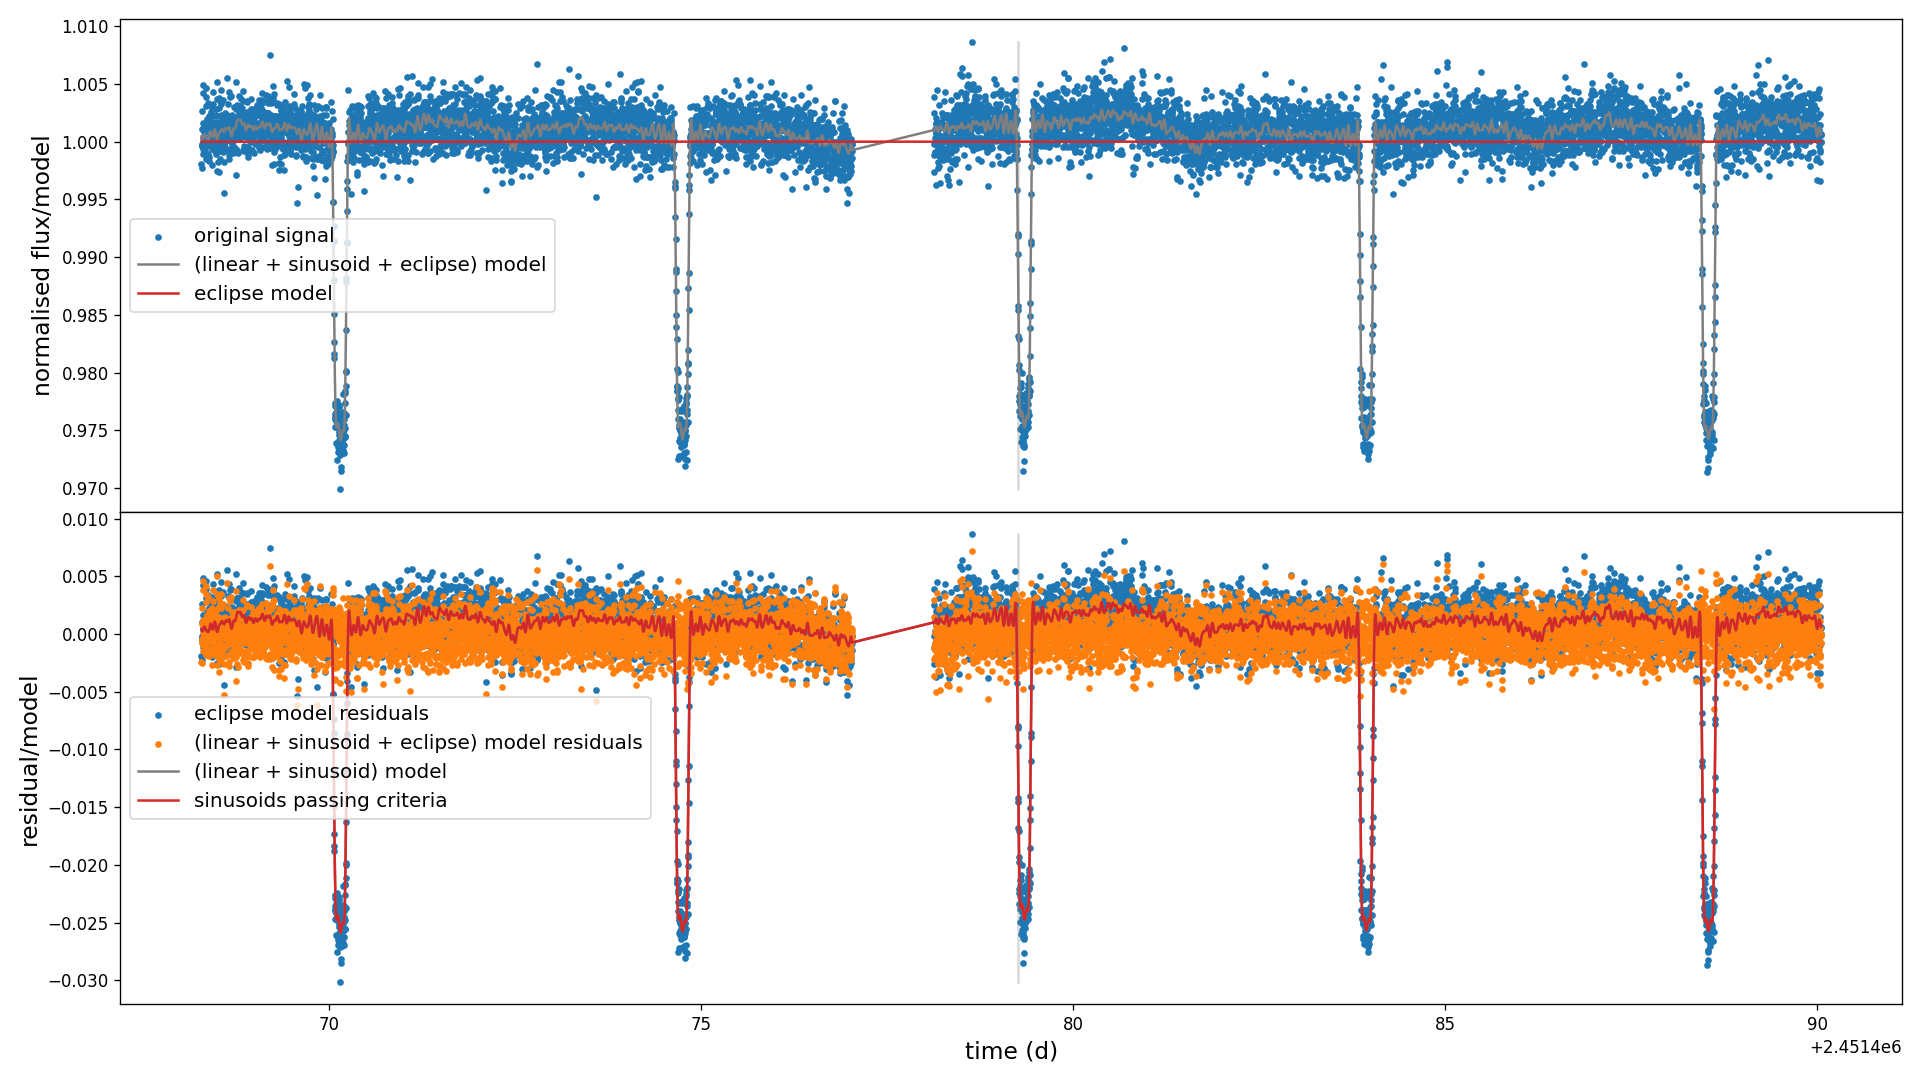 1.010
1.005
1.000
0.995
0.990
0.985
0.980
0.975
0.970
normalised flux/model
original signal
(linear + sinusoid + eclipse) model
eclipse model
0.010
0.005
0.000
−0.005
−0.010
−0.015
−0.020
−0.025
−0.030
residual/model
eclipse model residuals
(linear + sinusoid + eclipse) model residuals
(linear + sinusoid) model
sinusoids passing criteria
70 75 80 85 90
time (d)
+2.4514e6